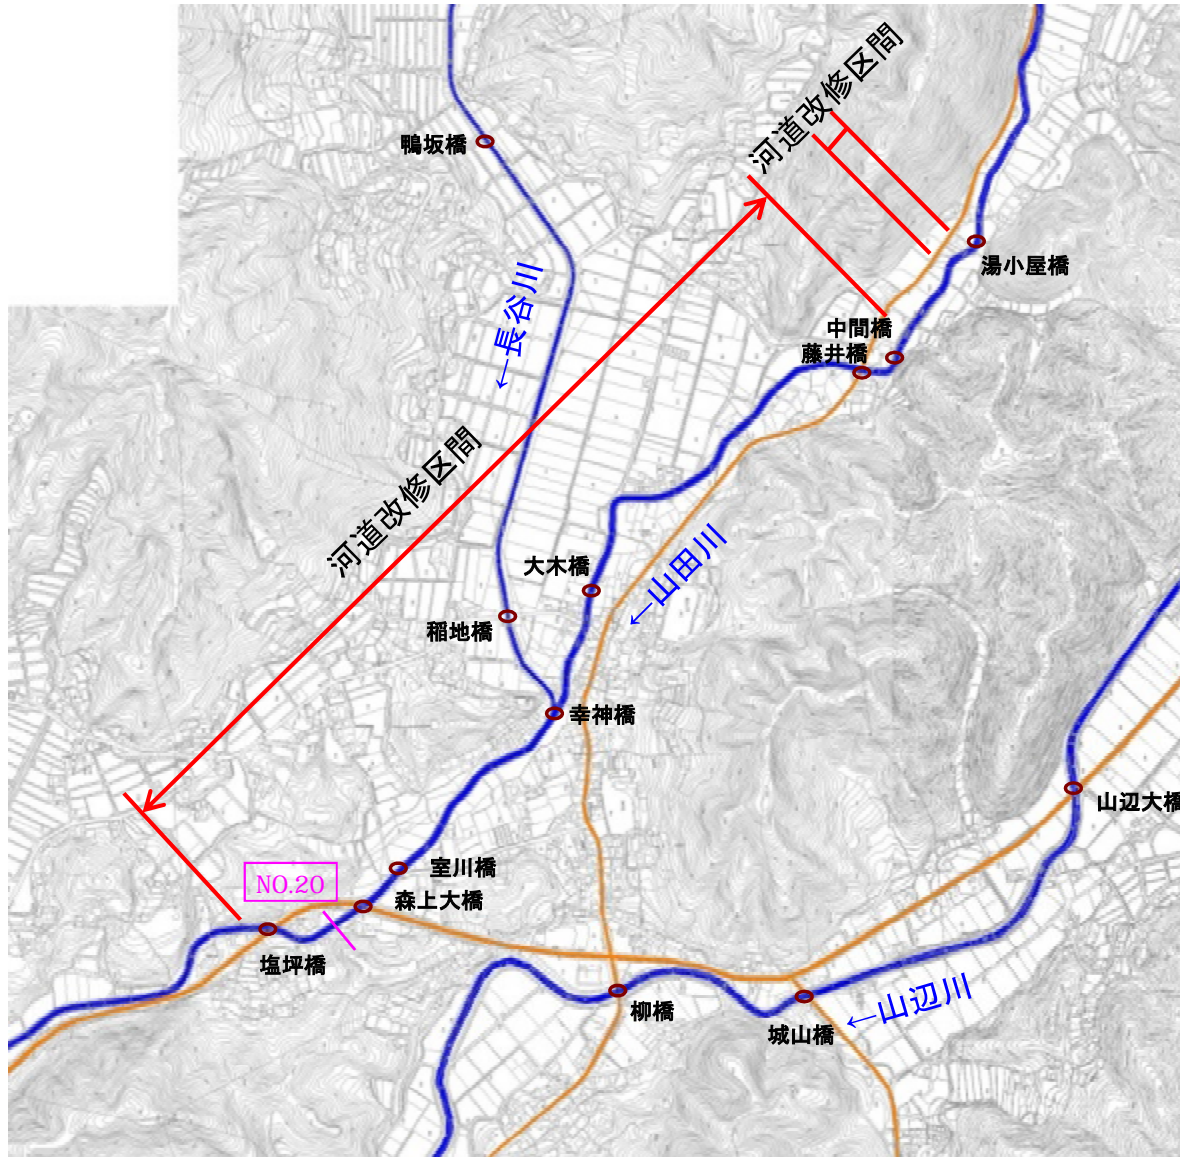 河道改修区間
鴨坂橋
湯小屋橋
←長谷川
中間橋
藤井橋
河道改修区間
←山田川
大木橋
稲地橋
幸神橋
山辺大橋
室川橋
NO.20
森上大橋
塩坪橋
←山辺川
柳橋
城山橋